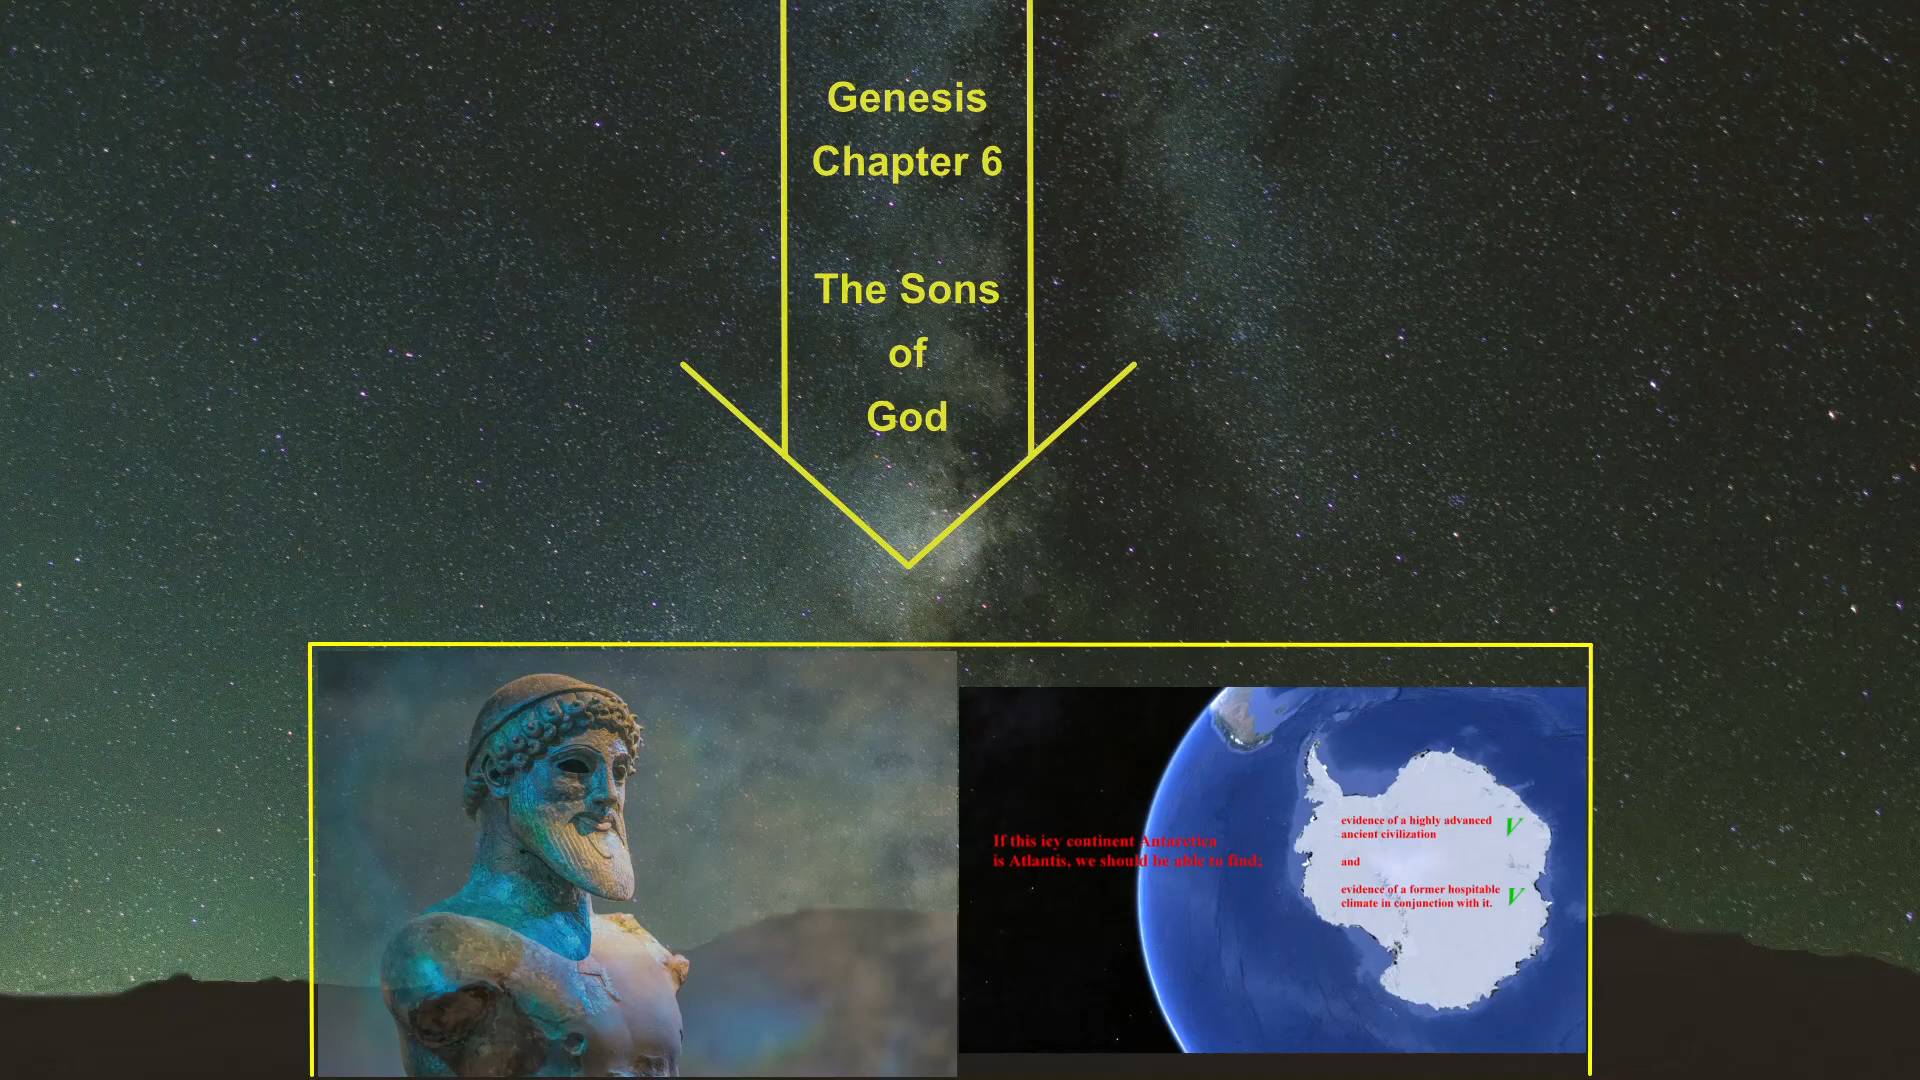 Genesis
Chapter 6
The Sons
of
God
If this icy continent Antarctica
is Atlantis, we should be able to find;
evidence of a highly advanced V
ancient civilization
and
evidence of a former hospitable V
climate in conjunction with it.